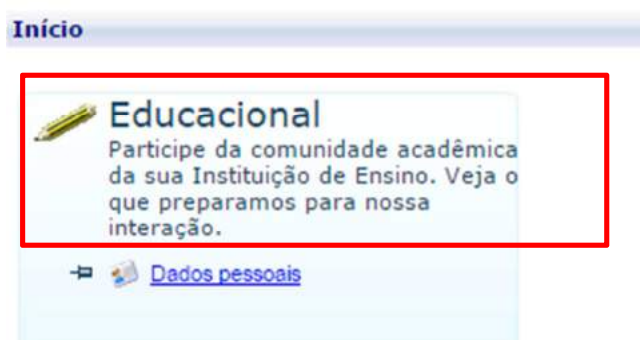 Início
Educacional
Participe da comunidade acadêmica
da sua Instituição de Ensino. Veja o
que preparamos para nossa
interação.
Dados pessoais